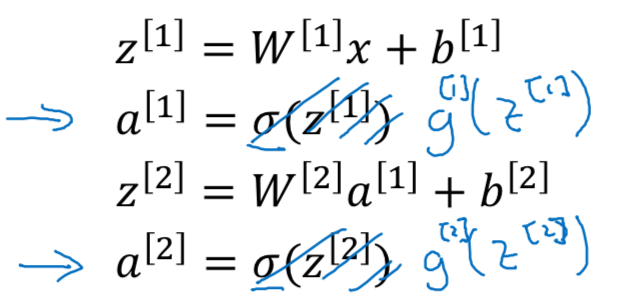 z^[1] = W^[1]x + b^[1]
→ a^[1] = σ(z^[1]) g^[1](z^[1])
z^[2] = W^[2]a^[1] + b^[2]
→ a^[2] = σ(z^[2]) g^[2](z^[2])